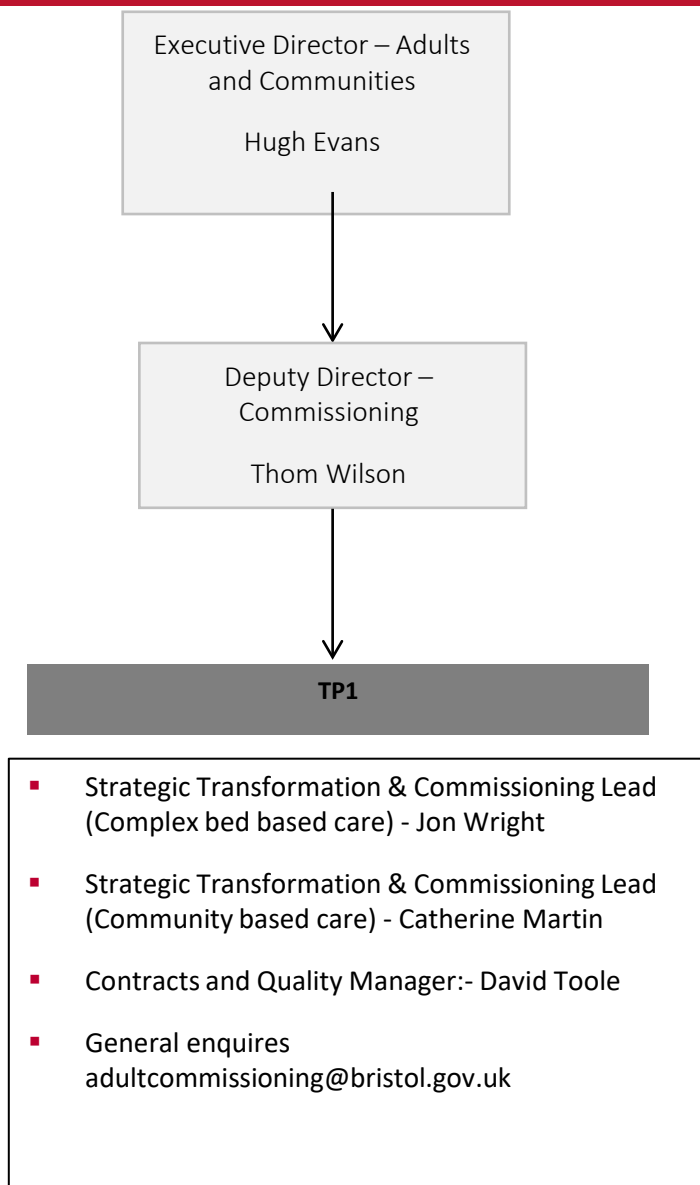 Executive Director – Adults
and Communities
Hugh Evans
Deputy Director –
Commissioning
Thom Wilson
TP1
▪ Strategic Transformation & Commissioning Lead
(Complex bed based care) - Jon Wright
▪ Strategic Transformation & Commissioning Lead
(Community based care) - Catherine Martin
▪ Contracts and Quality Manager:- David Toole
▪ General enquires
adultcommissioning@bristol.gov.uk